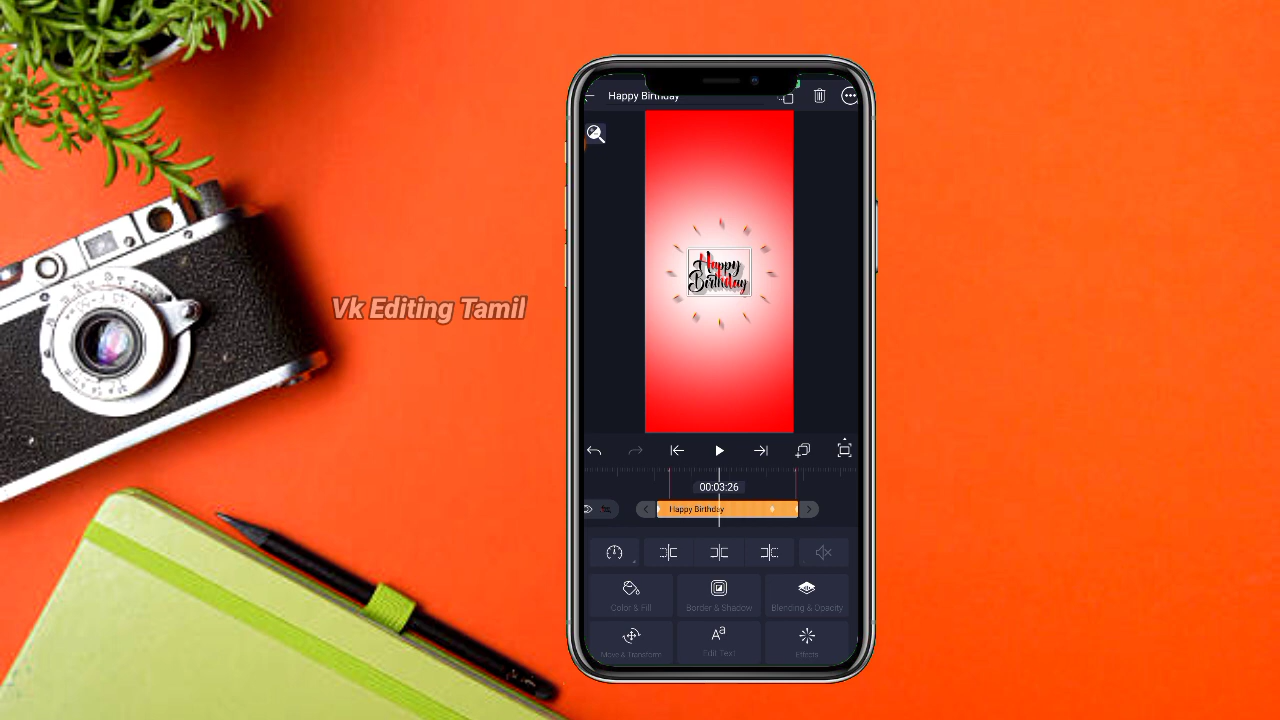 Happy Birthday
Happy
Birthday
Vk Editing Tamil
00:03:26
Happy Birthday
Color & Fill
Border & Shadow
Blending & Opacity
Move & Transform
Edit Text
Effects